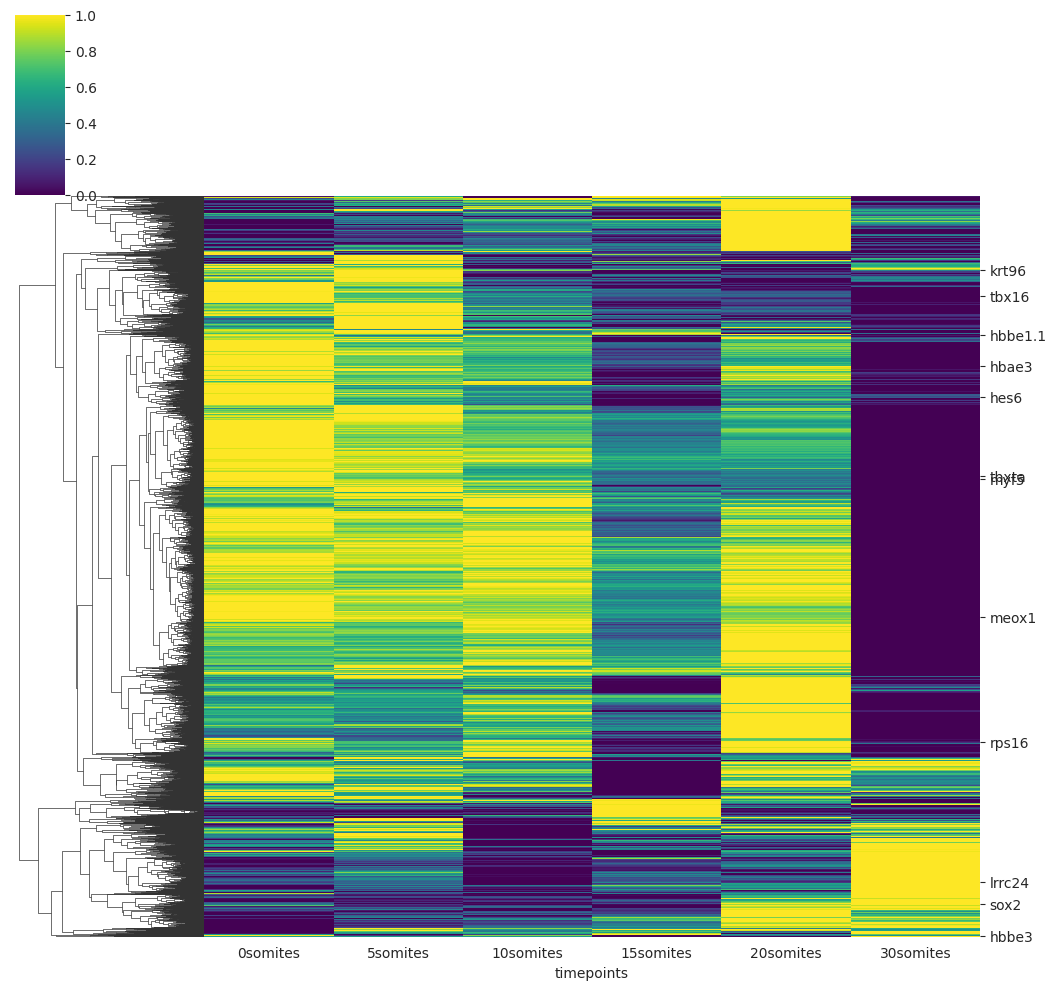 1.0
0.8
0.6
0.4
0.2
0.0
krt96
tbx16
hbbe1.1
hbae3
hes6
meox1
rps16
lrrc24
sox2
hbbe3
0somites 5somites 10somites 15somites 20somites 30somites
timepoints